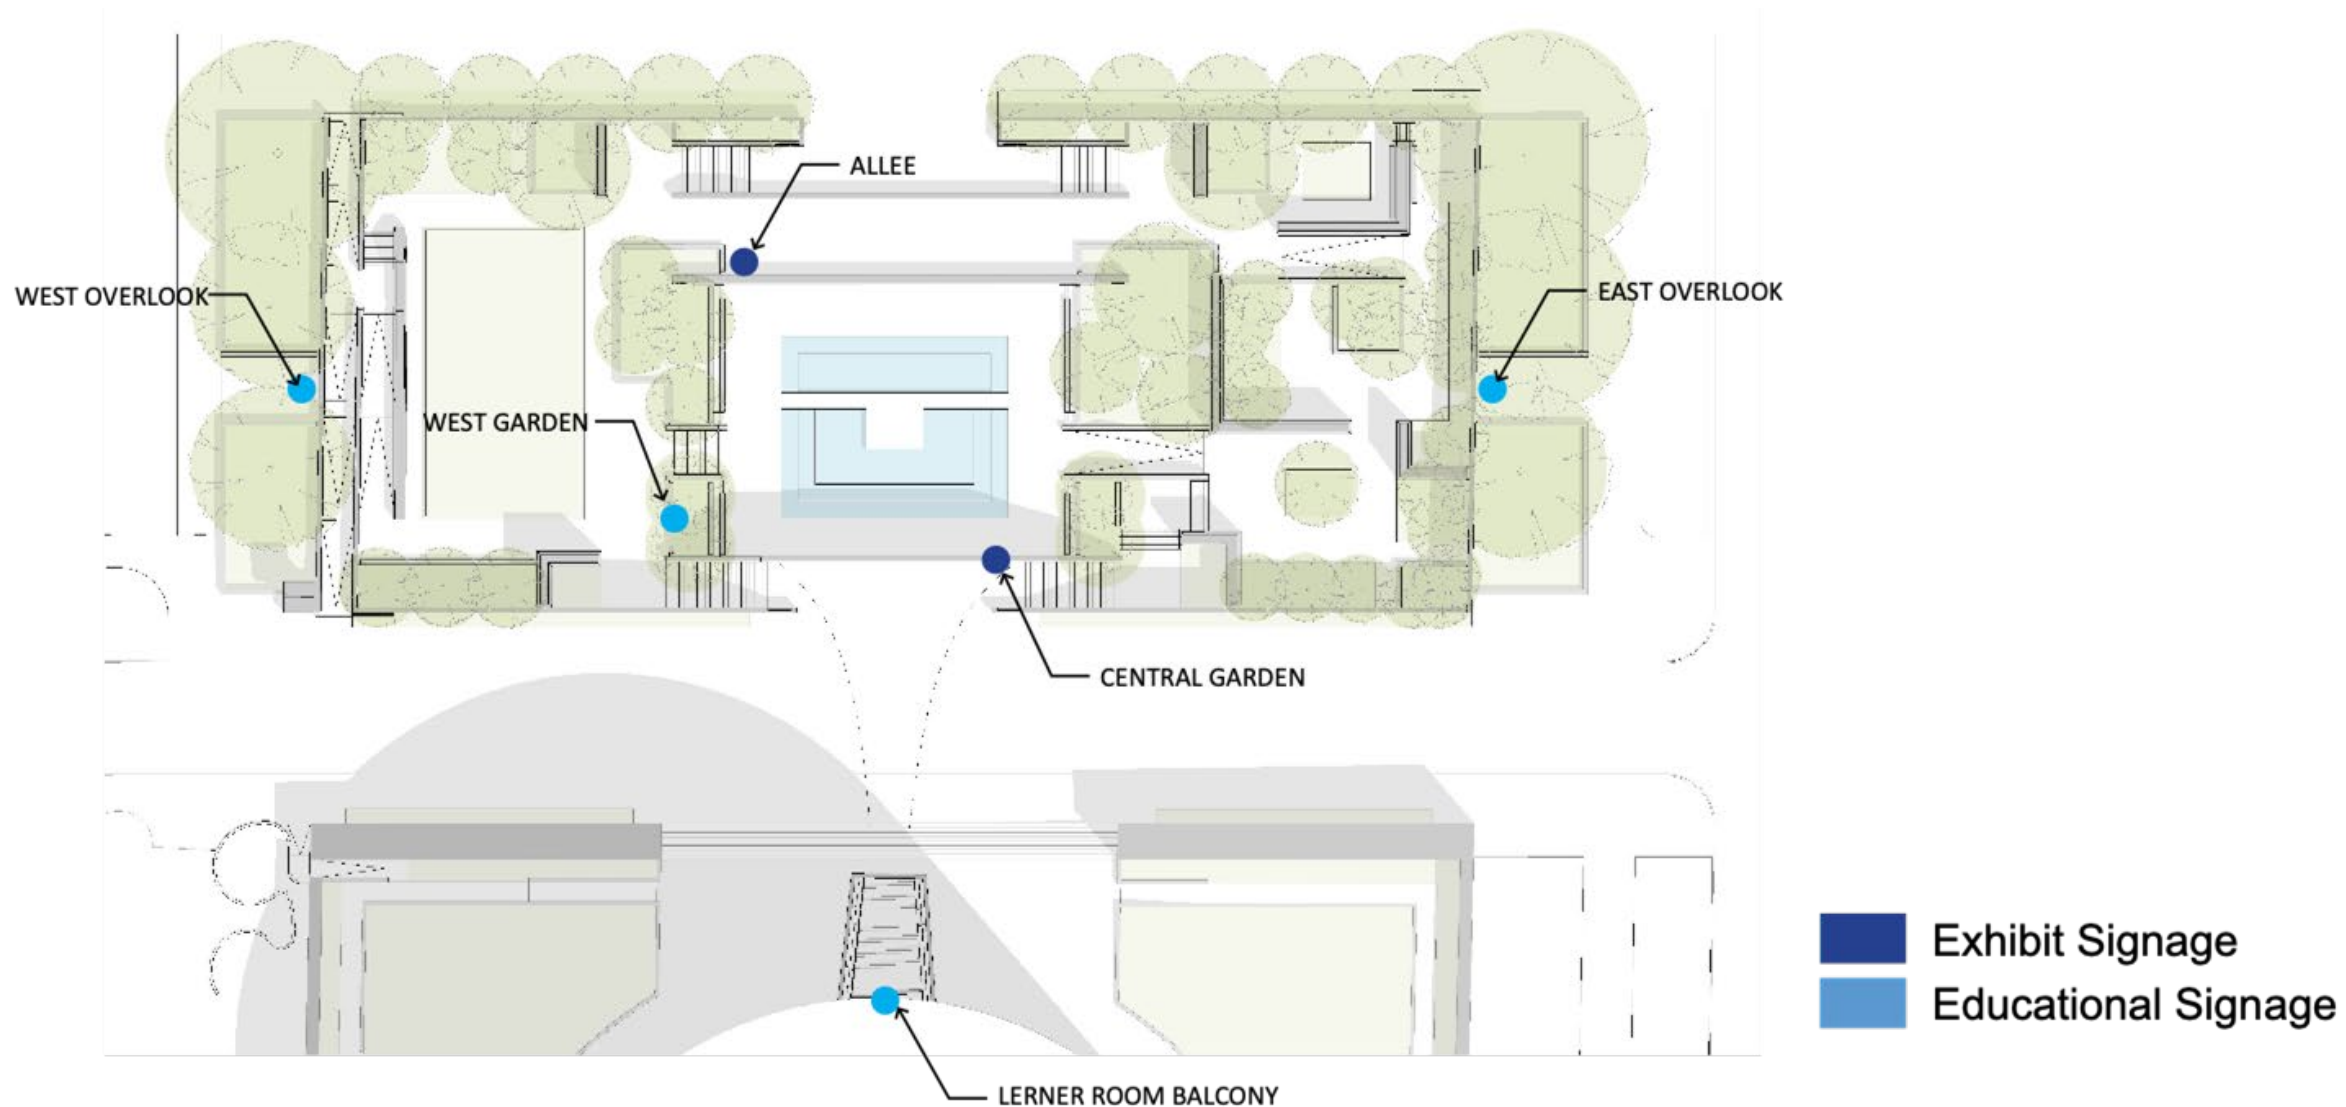 ALLEE
WEST OVERLOOK
EAST OVERLOOK
WEST GARDEN
CENTRAL GARDEN
Exhibit Signage
Educational Signage
LERNER ROOM BALCONY